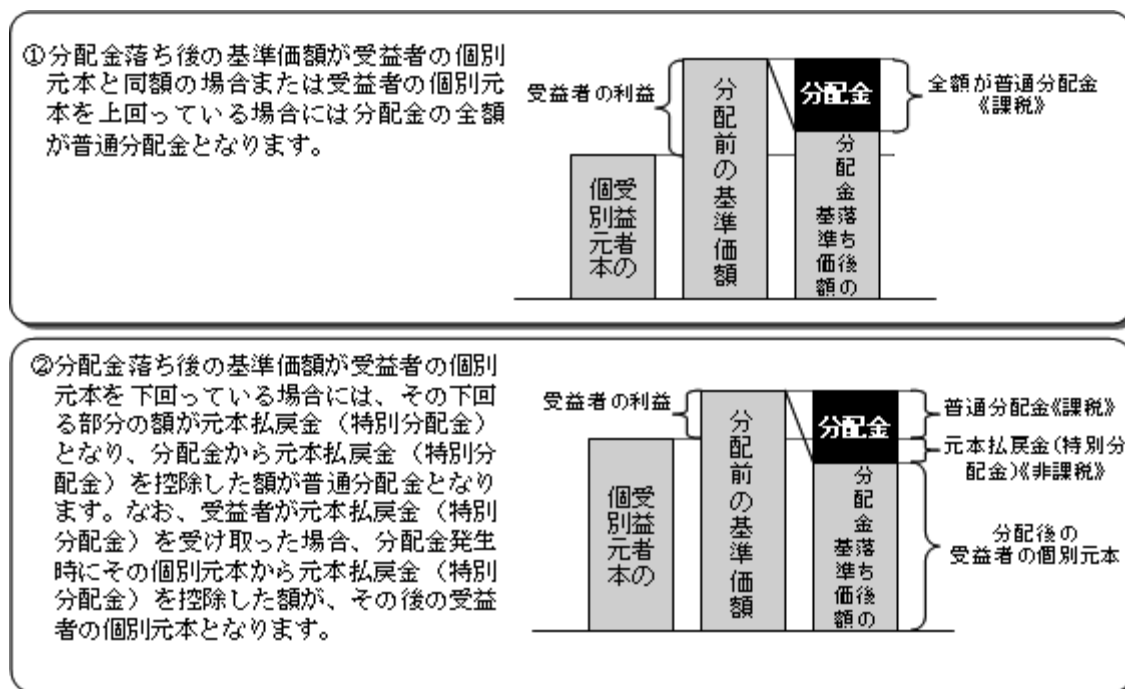 ①分配金落ち後の基準価額が受益者の個別
元本と同額の場合または受益者の個別元
本を上回っている場合には分配金の全額
が普通分配金となります。
受益者の利益
受益者の
個別元本
分配前の基準価額
分配金
分配金落ち後の
基準価額
全額が普通分配金
《課税》
②分配金落ち後の基準価額が受益者の個別
元本を下回っている場合には、その下回
る部分の額が元本払戻金（特別分配金）
となり、分配金から元本払戻金（特別分
配金）を控除した額が普通分配金となり
ます。なお、受益者が元本払戻金（特別
分配金）を受け取った場合、分配金発生
時にその個別元本から元本払戻金（特別
分配金）を控除した額が、その後の受益
者の個別元本となります。
受益者の利益
受益者の
個別元本
分配前の基準価額
分配金
分配金落ち後の
基準価額
普通分配金《課税》
元本払戻金(特別分
配金)《非課税》
分配後の
受益者の個別元本